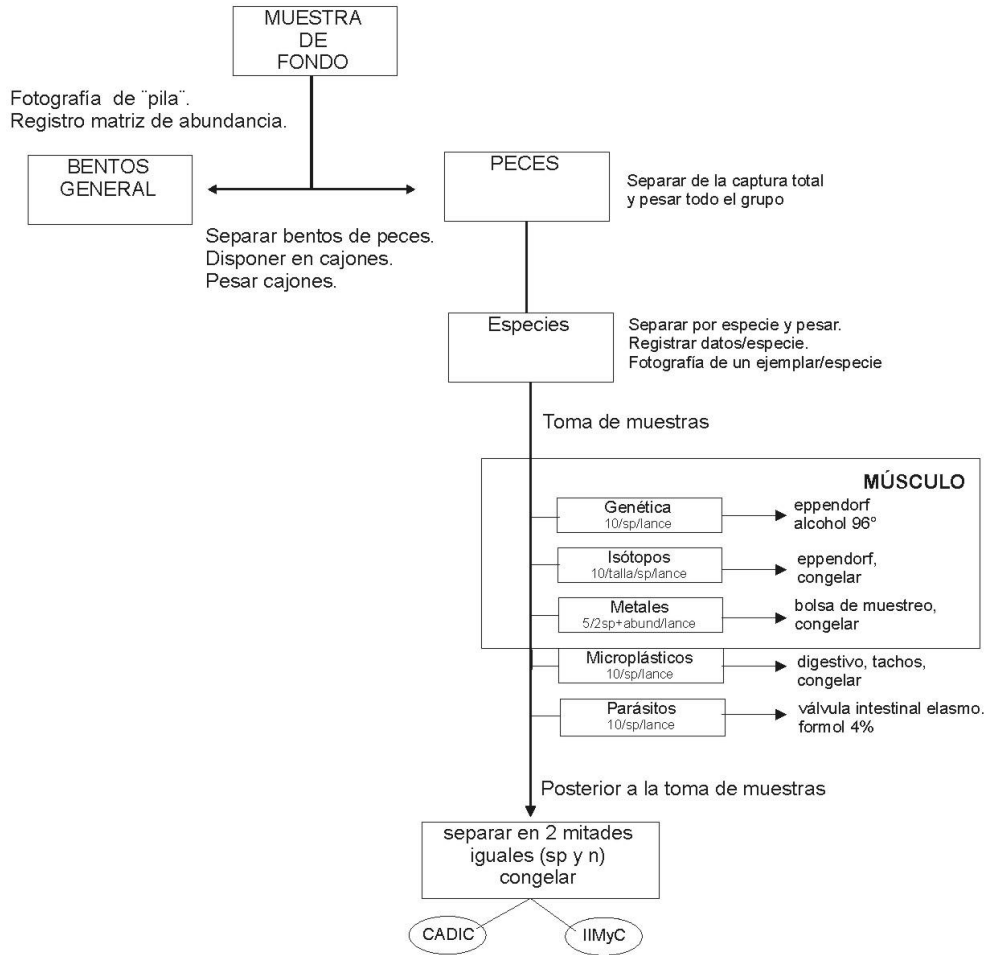 MUESTRA
DE
FONDO
Fotografía de ¨pila¨.
Registro matriz de abundancia.
BENTOS
GENERAL
PECES
Separar de la captura total
y pesar todo el grupo
Separar bentos de peces.
Disponer en cajones.
Pesar cajones.
Especies
Separar por especie y pesar.
Registrar datos/especie.
Fotografía de un ejemplar/especie
Toma de muestras
MÚSCULO
Genética
10/sp/lance
eppendorf
alcohol 96°
Isótopos
10/talla/sp/lance
eppendorf,
congelar
Metales
5/2sp+abund/lance
bolsa de muestreo,
congelar
Microplásticos
10/sp/lance
digestivo, tachos,
congelar
Parásitos
10/sp/lance
válvula intestinal elasmo.
formol 4%
Posterior a la toma de muestras
separar en 2 mitades
iguales (sp y n)
congelar
CADIC
IIMyC